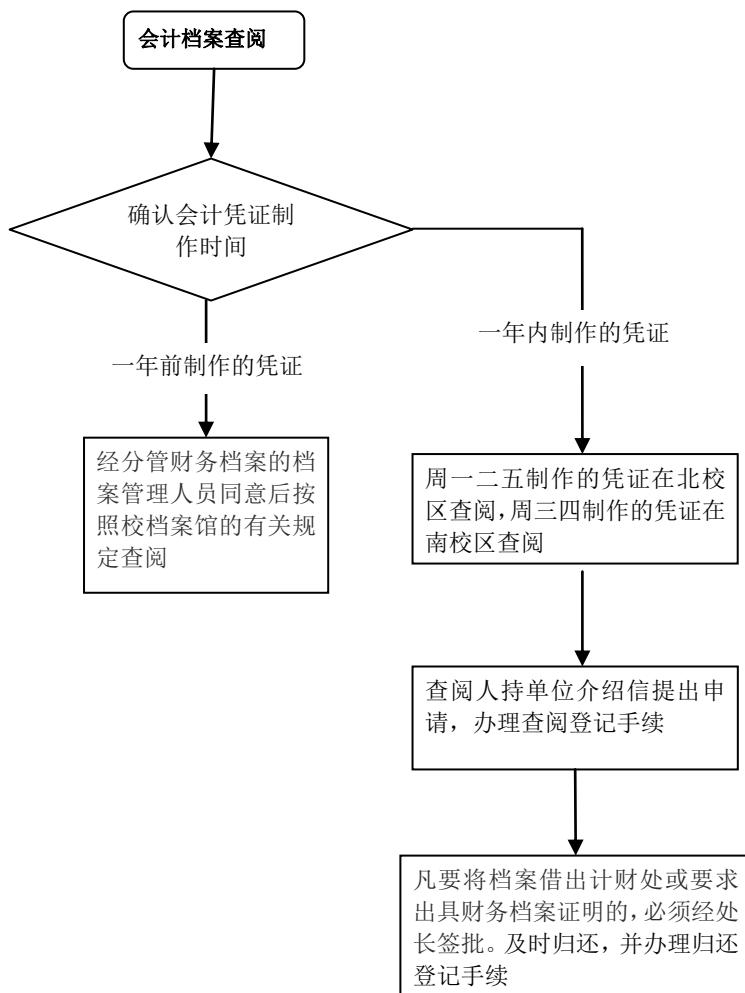 会计档案查阅
确认会计凭证制
作时间
一年前制作的凭证
一年内制作的凭证
经分管财务档案的档
案管理人员同意后按
照校档案馆的有关规
定查阅
周一二五制作的凭证在北校
区查阅，周三四制作的凭证在
南校区查阅
查阅人持单位介绍信提出申
请，办理查阅登记手续
凡要将档案借出计财处或要求
出具财务档案证明的，必须经处
长签批。及时归还，并办理归还
登记手续